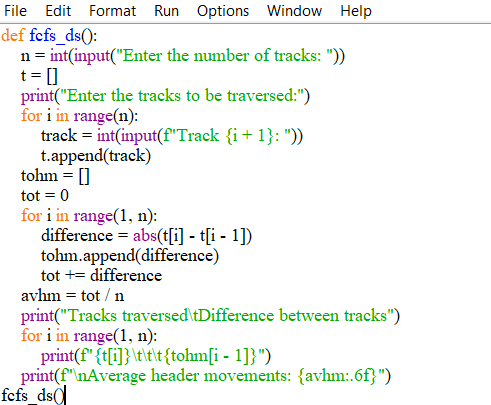 File Edit Format Run Options Window Help
def fcfs_ds():
    n = int(input("Enter the number of tracks: "))
    t = []
    print("Enter the tracks to be traversed:")
    for i in range(n):
        track = int(input(f"Track {i + 1}: "))
        t.append(track)
    tohm = []
    tot = 0
    for i in range(1, n):
        difference = abs(t[i] - t[i - 1])
        tohm.append(difference)
        tot += difference
    avhm = tot / n
    print("Tracks traversed\tDifference between tracks")
    for i in range(1, n):
        print(f"{t[i]}\t\t\t{tohm[i - 1]}")
    print(f"\nAverage header movements: {avhm:.6f}")
fcfs_ds()